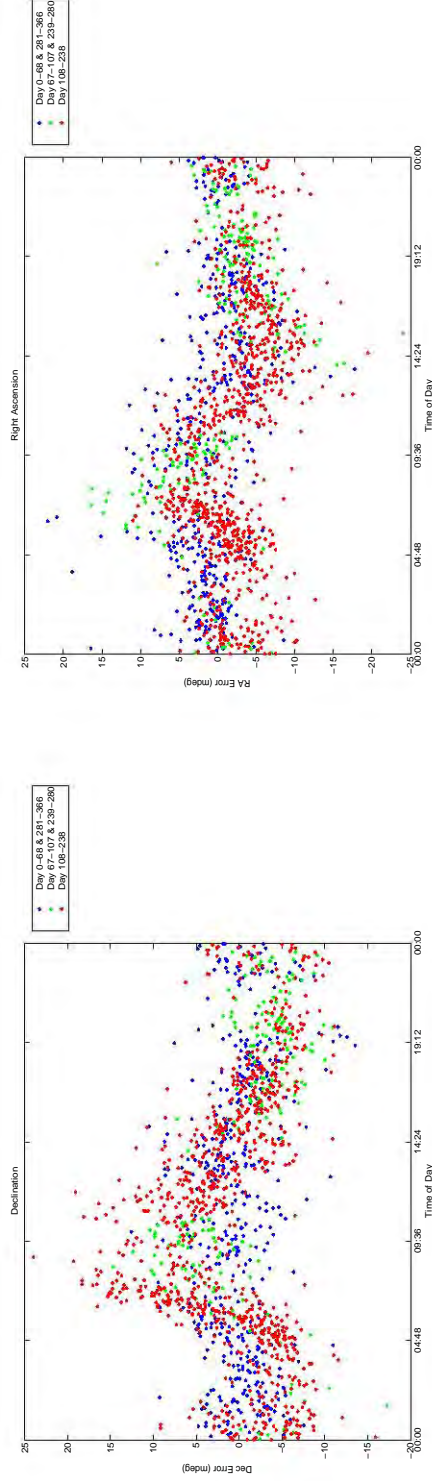 Declination
Day 0−68 & 281−366
Day 67−107 & 239−280
Day 108−238
Dec Error (mdeg)
25
20
15
10
5
0
−5
−10
−15
−20
00:00
04:48
09:36
14:24
19:12
00:00
Time of Day
Right Ascension
Day 0−68 & 281−366
Day 67−107 & 239−280
Day 108−238
RA Error (mdeg)
25
20
15
10
5
0
−5
−10
−15
−20
−25
00:00
04:48
09:36
14:24
19:12
00:00
Time of Day